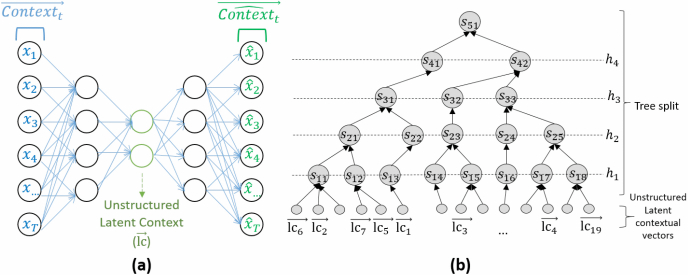 Context_t
x_1
x_2
x_3
x_4
x_...
x_T
Unstructured
Latent Context
(lc)
Context_t
x̂_1
x̂_2
x̂_3
x̂_4
x̂_...
x̂_T
(a)
s_51
s_41 s_42 h_4
s_31 s_32 s_33 h_3
s_21 s_22 s_23 s_24 s_25 h_2
s_11 s_12 s_13 s_14 s_15 s_16 s_17 s_18 h_1
lc_6 lc_2 lc_7 lc_5 lc_1 lc_3 ... lc_4 lc_19
Tree split
Unstructured
Latent
contextual
vectors
(b)